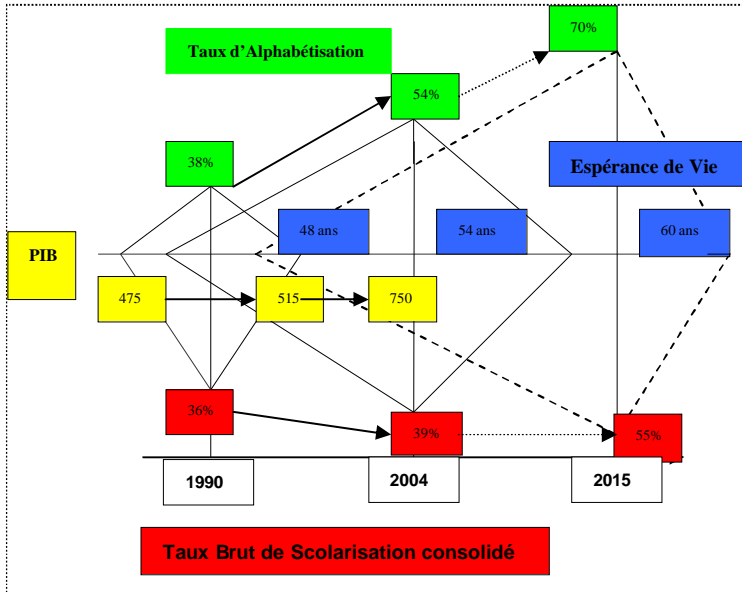 70%
Taux d'Alphabétisation
54%
38%
Espérance de Vie
48 ans
54 ans
60 ans
PIB
475
515
750
36%
39%
55%
1990
2004
2015
Taux Brut de Scolarisation consolidé